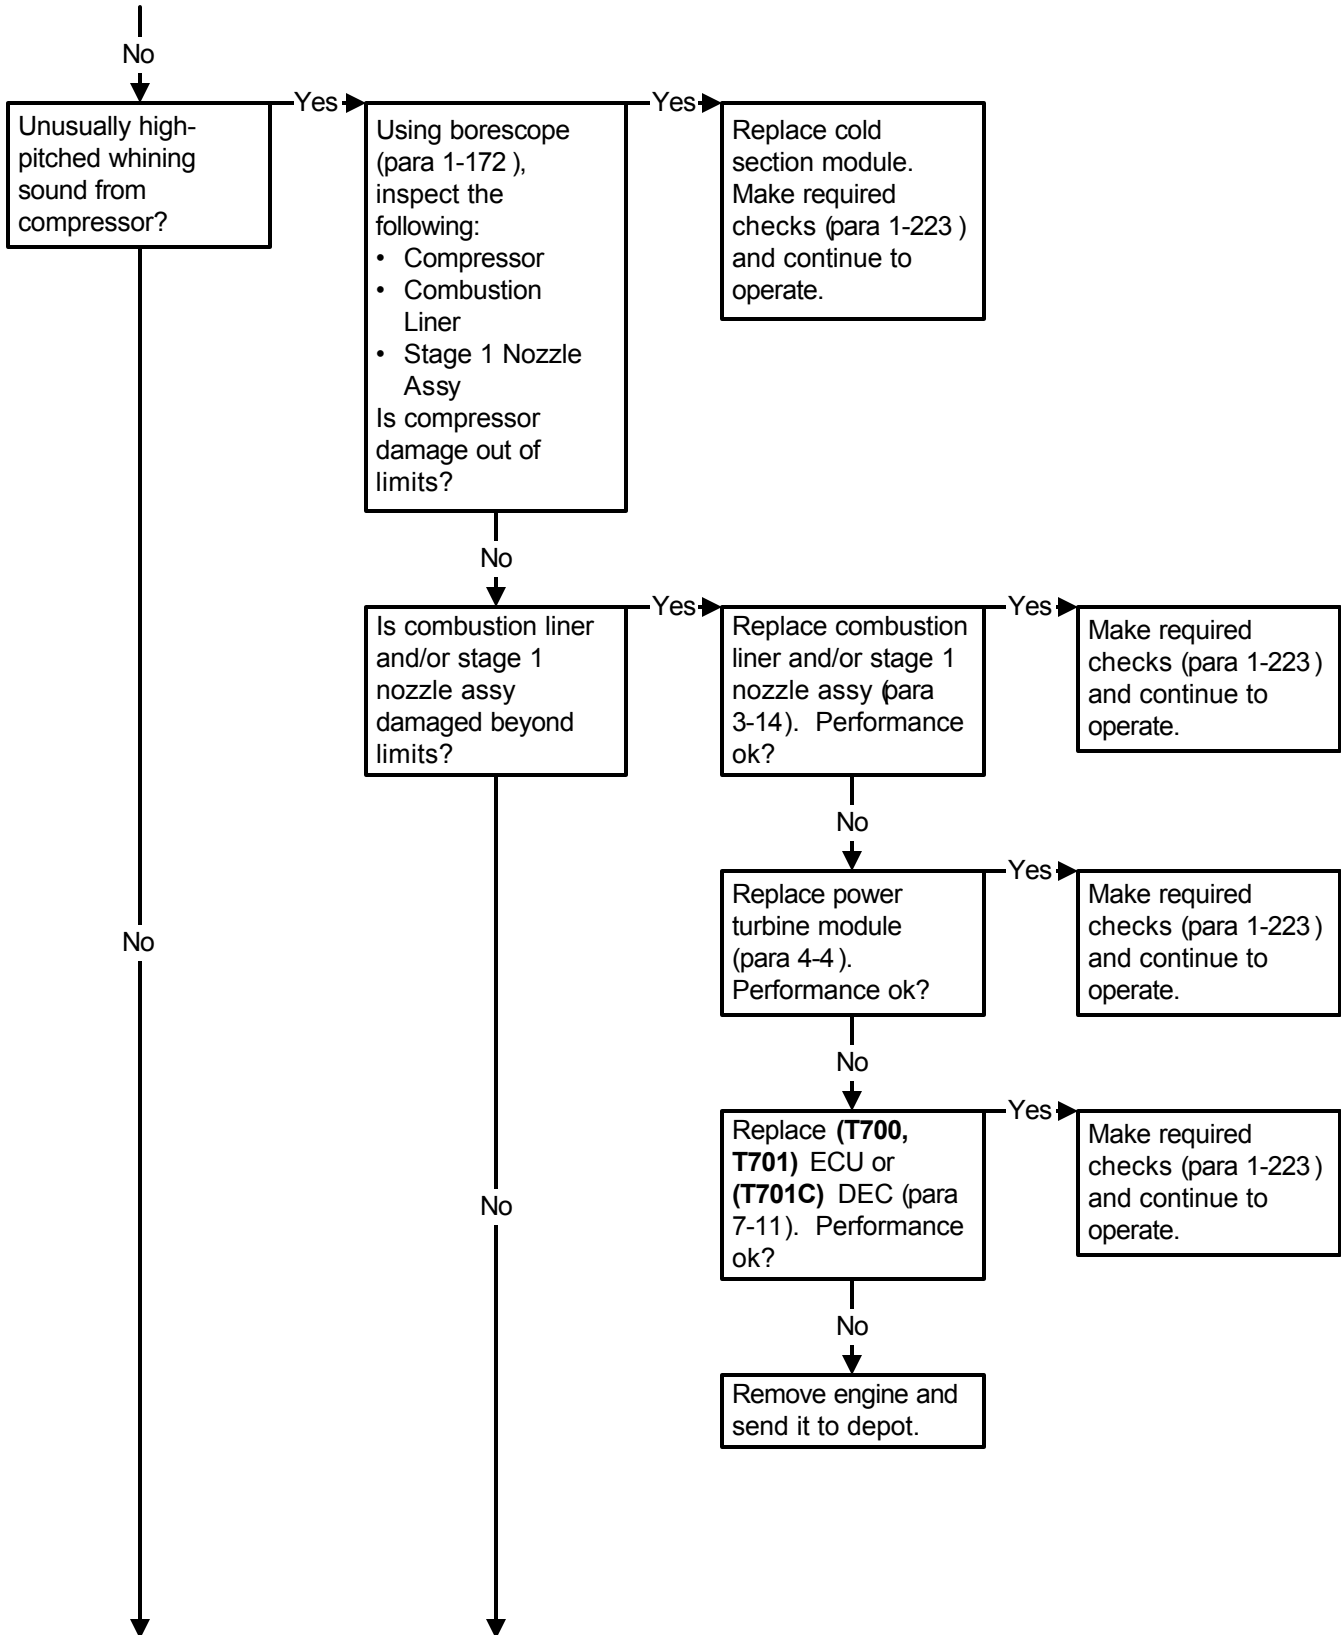 No
Unusually high-
pitched whining
sound from
compressor?
Yes
Using borescope
(para 1-172 ),
inspect the
following:
• Compressor
• Combustion
Liner
• Stage 1 Nozzle
Assy
Is compressor
damage out of
limits?
Yes
Replace cold
section module.
Make required
checks (para 1-223 )
and continue to
operate.
No
Is combustion liner
and/or stage 1
nozzle assy
damaged beyond
limits?
Yes
Replace combustion
liner and/or stage 1
nozzle assy (para
3-14). Performance
ok?
Yes
Make required
checks (para 1-223 )
and continue to
operate.
No
Replace power
turbine module
(para 4-4 ).
Performance ok?
Yes
Make required
checks (para 1-223 )
and continue to
operate.
No
Replace (T700,
T701) ECU or
(T701C) DEC (para
7-11). Performance
ok?
Yes
Make required
checks (para 1-223 )
and continue to
operate.
No
Remove engine and
send it to depot.
No
No